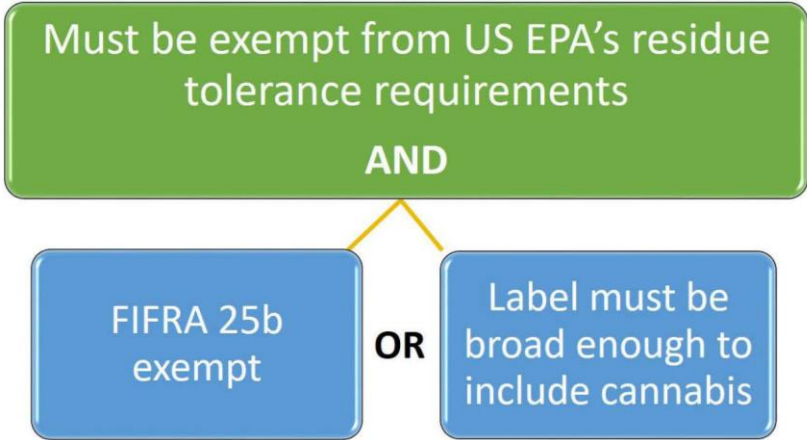 Must be exempt from US EPA’s residue
tolerance requirements
AND
FIFRA 25b
exempt
OR
Label must be
broad enough to
include cannabis